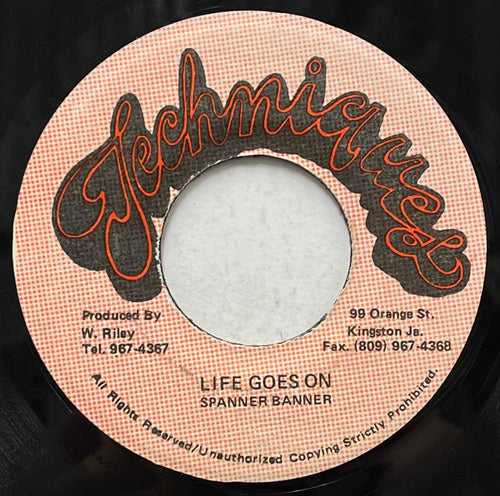 Techniques
Produced By
W. Riley
Tel. 967-4367
99 Orange St.
Kingston Ja.
Fax. (809) 967-4368
LIFE GOES ON
SPANNER BANNER
All Rights Reserved/Unauthorized Copying Strictly Prohibited.